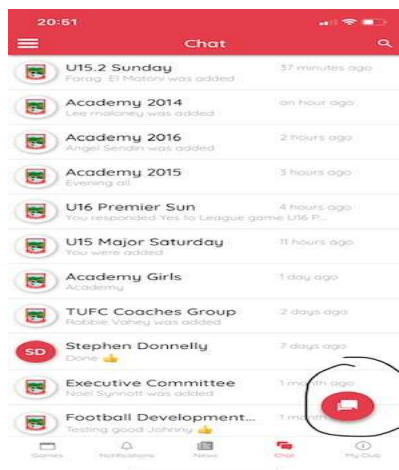 20:51
Chat
U15.2 Sunday 37 minutes ago
Farag El Matoni was added
Academy 2014 an hour ago
Lee maloney was added
Academy 2016 2 hours ago
Angel Sendin was added
Academy 2015 3 hours ago
Evening all
U16 Premier Sun 4 hours ago
You responded Yes to League game U16 P...
U15 Major Saturday 11 hours ago
You were added
Academy Girls 1 day ago
Academy
TUFC Coaches Group 2 days ago
Robbie Vahey was added
SD Stephen Donnelly 7 days ago
Done 👍
Executive Committee 1 month ago
Noel Synnott was added
Football Development... 1 month
Testing good Johnny 👍
Games Notifications News Chat My Club